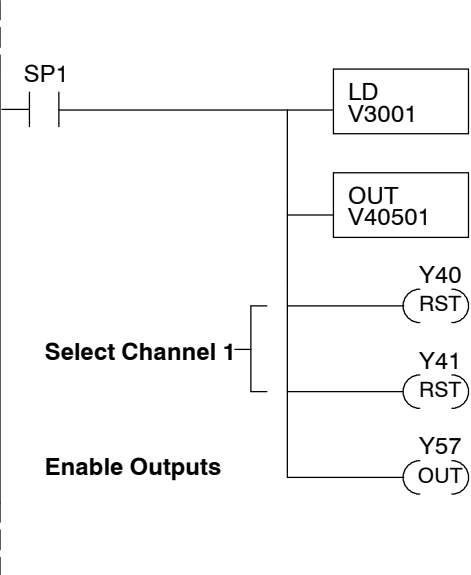 SP1
LD
V3001
OUT
V40501
Y40
RST
Select Channel 1
Y41
RST
Y57
Enable Outputs
OUT